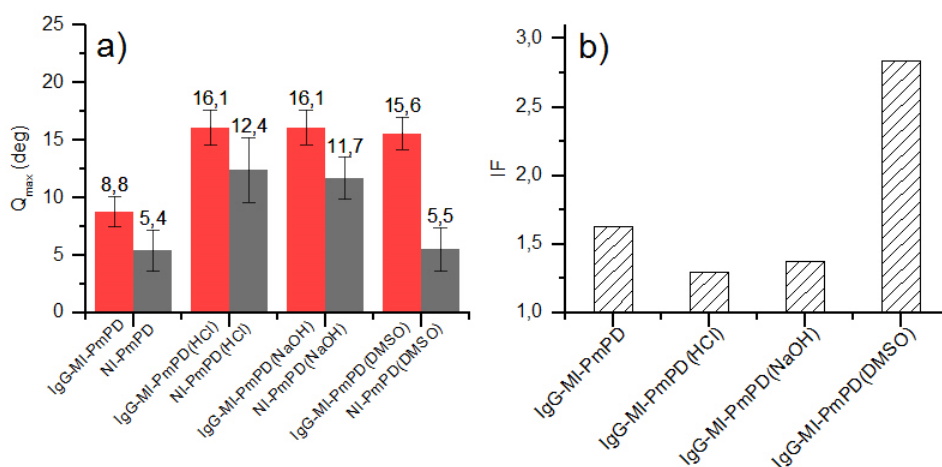 a)
25
20
15
10
5
0
Q max (deg)
8,8
5,4
16,1
12,4
16,1
11,7
15,6
5,5
IgG-MI-PmPD
NI-PmPD
IgG-MI-PmPD(HCl)
NI-PmPD(HCl)
IgG-MI-PmPD(NaOH)
NI-PmPD(NaOH)
IgG-MI-PmPD(DMSO)
NI-PmPD(DMSO)
b)
3,0
2,5
2,0
1,5
1,0
IF
IgG-MI-PmPD
IgG-MI-PmPD(HCl)
IgG-MI-PmPD(NaOH)
IgG-MI-PmPD(DMSO)